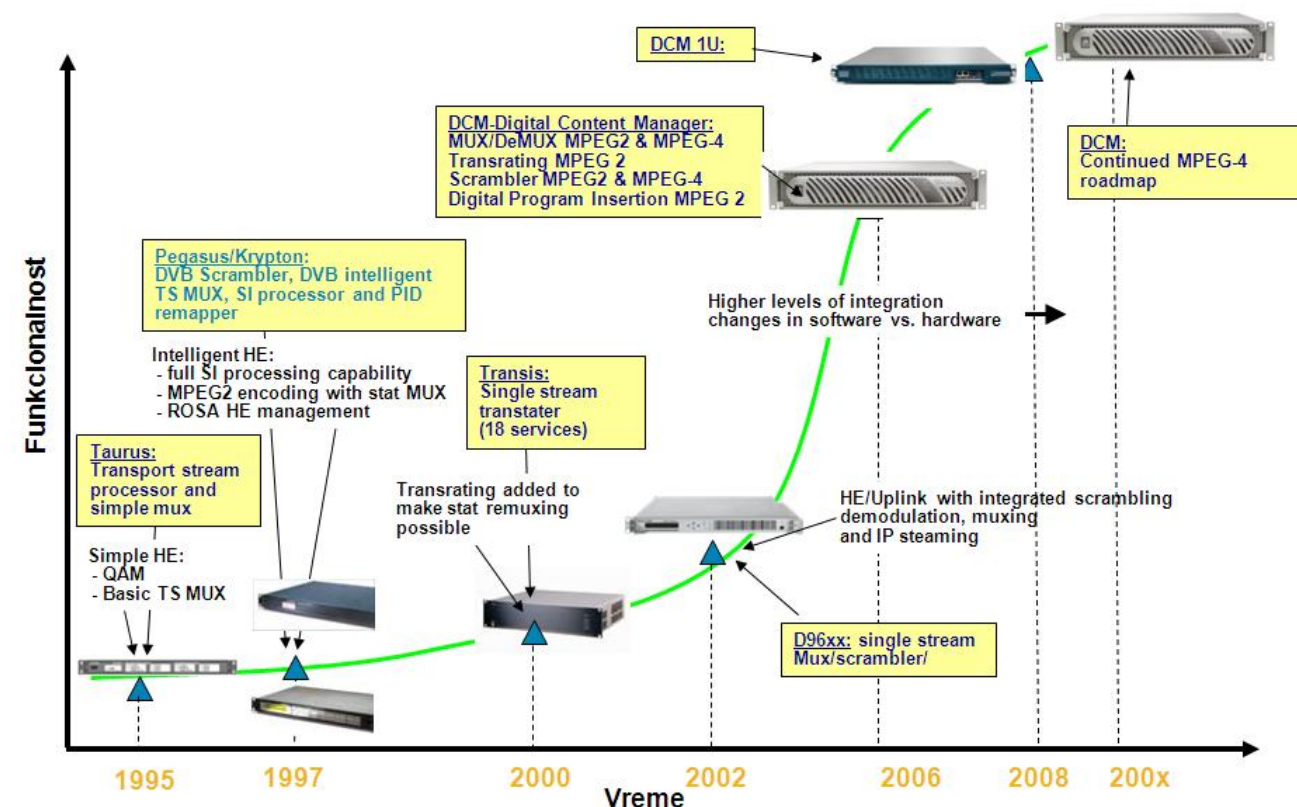 DCM 1U:
DCM-Digital Content Manager:
MUX/DeMUX MPEG2 & MPEG-4
Transrating MPEG 2
Scrambler MPEG2 & MPEG-4
Digital Program Insertion MPEG 2
DCM:
Continued MPEG-4
roadmap
Pegasus/Krypton:
DVB Scrambler, DVB intelligent
TS MUX, SI processor and PID
remapper
Higher levels of integration
changes in software vs. hardware
Intelligent HE:
- full SI processing capability
- MPEG2 encoding with stat MUX
- ROSA HE management
Transis:
Single stream
transtater
(18 services)
Taurus:
Transport stream
processor and
simple mux
Transrating added to
make stat remuxing
possible
HE/Uplink with integrated scrambling
demodulation, muxing
and IP steaming
Simple HE:
- QAM
- Basic TS MUX
D96xx: single stream
Mux/scrambler/
Funkclonalnost
1995
1997
2000
2002
2006
2008
200x
Vreme